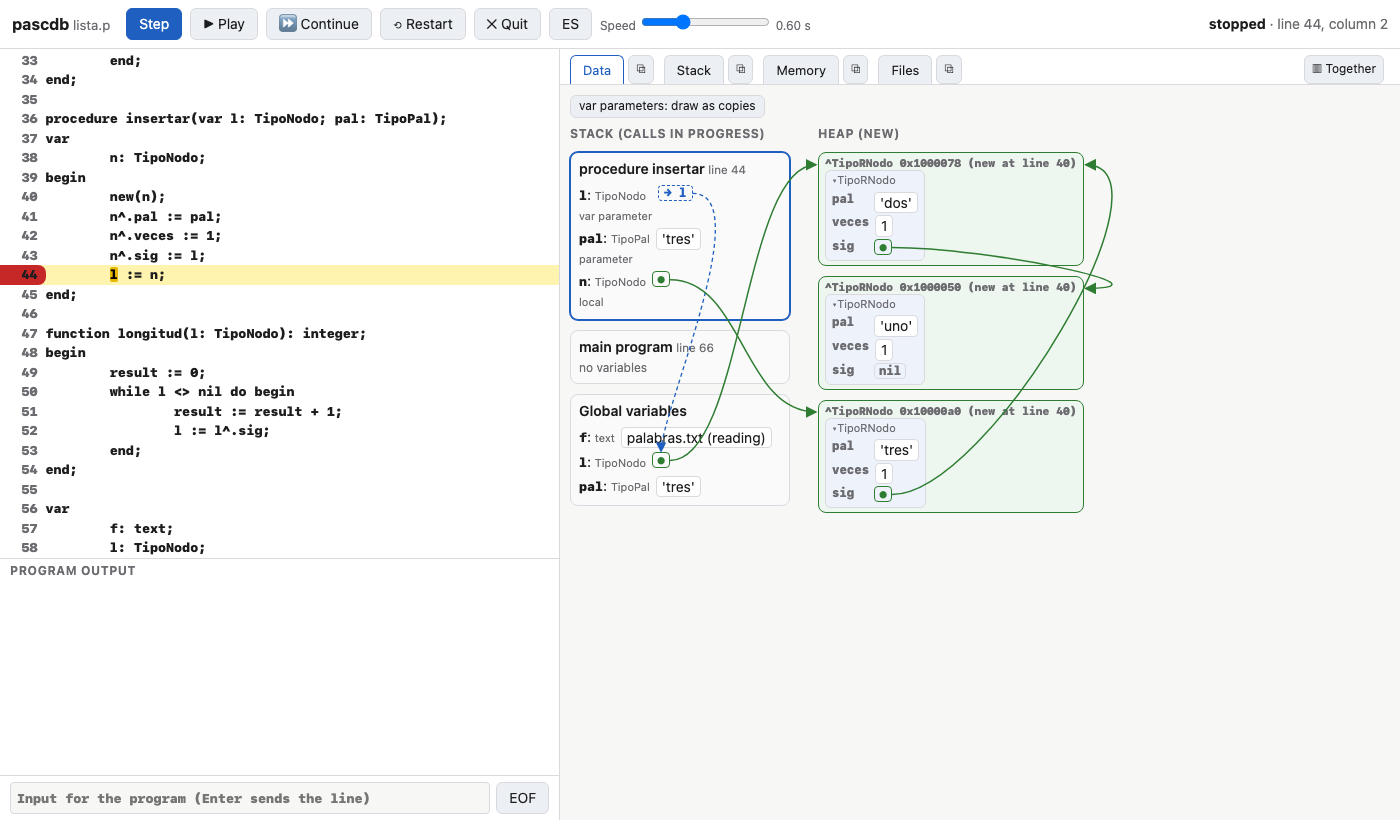 pascdb lista.p Step ▶ Play ⏩ Continue ⟲ Restart ✕ Quit ES Speed 0.60 s stopped · line 44, column 2
33 end;
34 end;
35
36 procedure insertar(var l: TipoNodo; pal: TipoPal);
37 var
38 n: TipoNodo;
39 begin
40 new(n);
41 n^.pal := pal;
42 n^.veces := 1;
43 n^.sig := l;
44 l := n;
45 end;
46
47 function longitud(l: TipoNodo): integer;
48 begin
49 result := 0;
50 while l <> nil do begin
51 result := result + 1;
52 l := l^.sig;
53 end;
54 end;
55
56 var
57 f: text;
58 l: TipoNodo;
PROGRAM OUTPUT
Input for the program (Enter sends the line) EOF
Data Stack Memory Files Together
var parameters: draw as copies
STACK (CALLS IN PROGRESS)
procedure insertar line 44
l: TipoNodo → l
var parameter
pal: TipoPal 'tres'
parameter
n: TipoNodo
local
main program line 66
no variables
Global variables
f: text palabras.txt (reading)
l: TipoNodo
pal: TipoPal 'tres'
HEAP (NEW)
^TipoRNodo 0x1000078 (new at line 40)
▾TipoRNodo
pal 'dos'
veces 1
sig
^TipoRNodo 0x1000050 (new at line 40)
▾TipoRNodo
pal 'uno'
veces 1
sig nil
^TipoRNodo 0x10000a0 (new at line 40)
▾TipoRNodo
pal 'tres'
veces 1
sig